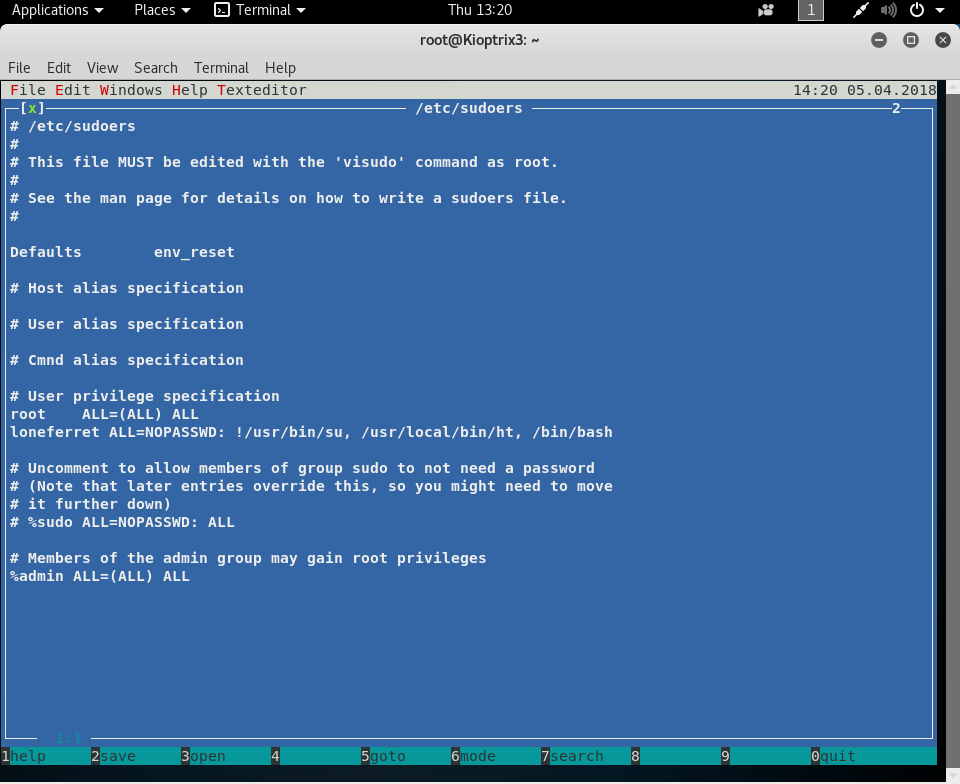 Applications Places Terminal Thu 13:20 1
root@Kioptrix3: ~
File Edit View Search Terminal Help
File Edit Windows Help Texteditor 14:20 05.04.2018
[x] /etc/sudoers 2
# /etc/sudoers
#
# This file MUST be edited with the 'visudo' command as root.
#
# See the man page for details on how to write a sudoers file.
#
Defaults        env_reset
# Host alias specification
# User alias specification
# Cmnd alias specification
# User privilege specification
root    ALL=(ALL) ALL
loneferret ALL=NOPASSWD: !/usr/bin/su, /usr/local/bin/ht, /bin/bash
# Uncomment to allow members of group sudo to not need a password
# (Note that later entries override this, so you might need to move
# it further down)
# %sudo ALL=NOPASSWD: ALL
# Members of the admin group may gain root privileges
%admin ALL=(ALL) ALL
1:1
1help 2save 3open 4 5goto 6mode 7search 8 9 0quit